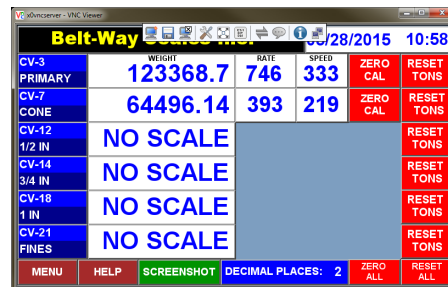 x0vncserver - VNC Viewer
Belt-Way Scales Inc. 08/28/2015 10:58
CV-3 PRIMARY WEIGHT 123368.7 RATE 746 SPEED 333 ZERO CAL RESET TONS
CV-7 CONE 64496.14 393 219 ZERO CAL RESET TONS
CV-12 1/2 IN NO SCALE RESET TONS
CV-14 3/4 IN NO SCALE RESET TONS
CV-18 1 IN NO SCALE RESET TONS
CV-21 FINES NO SCALE RESET TONS
MENU HELP SCREENSHOT DECIMAL PLACES: 2 ZERO ALL RESET ALL